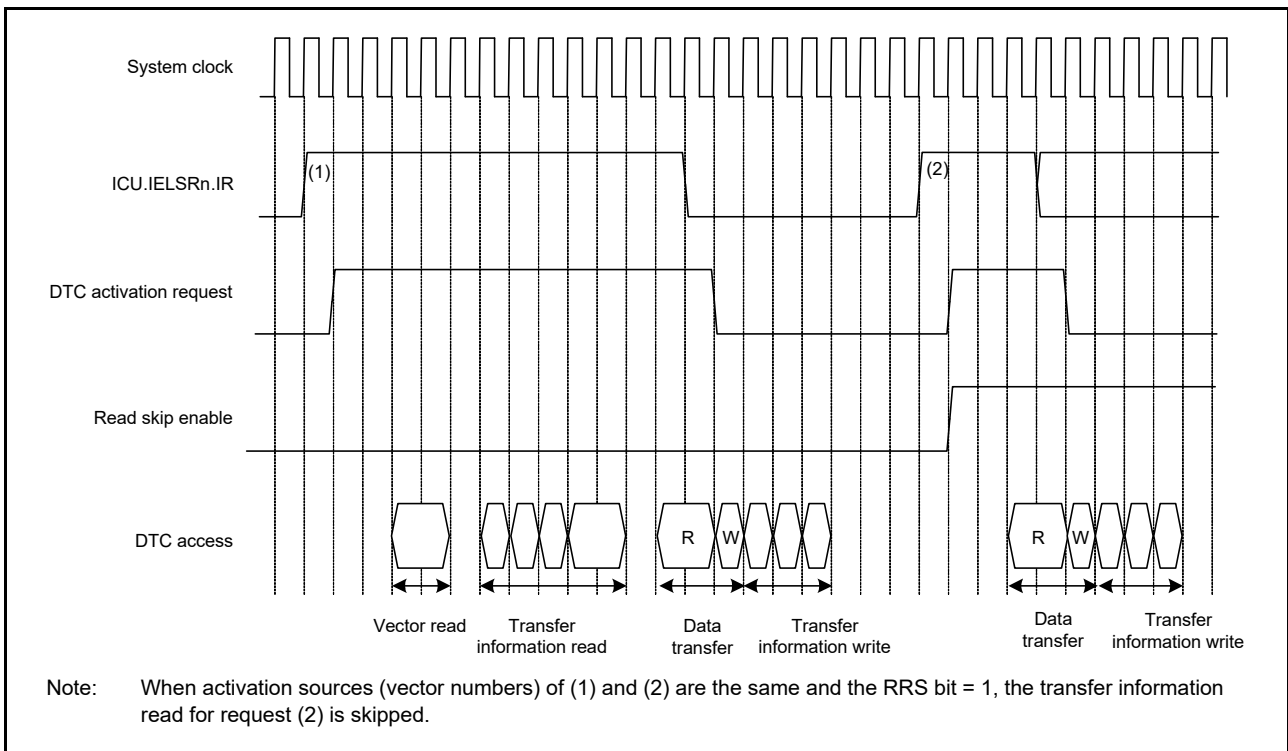 System clock
ICU.IELSRn.IR
(1)
(2)
DTC activation request
Read skip enable
DTC access
R
W
R
W
Vector read
Transfer
information read
Data
transfer
Transfer
information write
Data
transfer
Transfer
information write
Note: When activation sources (vector numbers) of (1) and (2) are the same and the RRS bit = 1, the transfer information
read for request (2) is skipped.